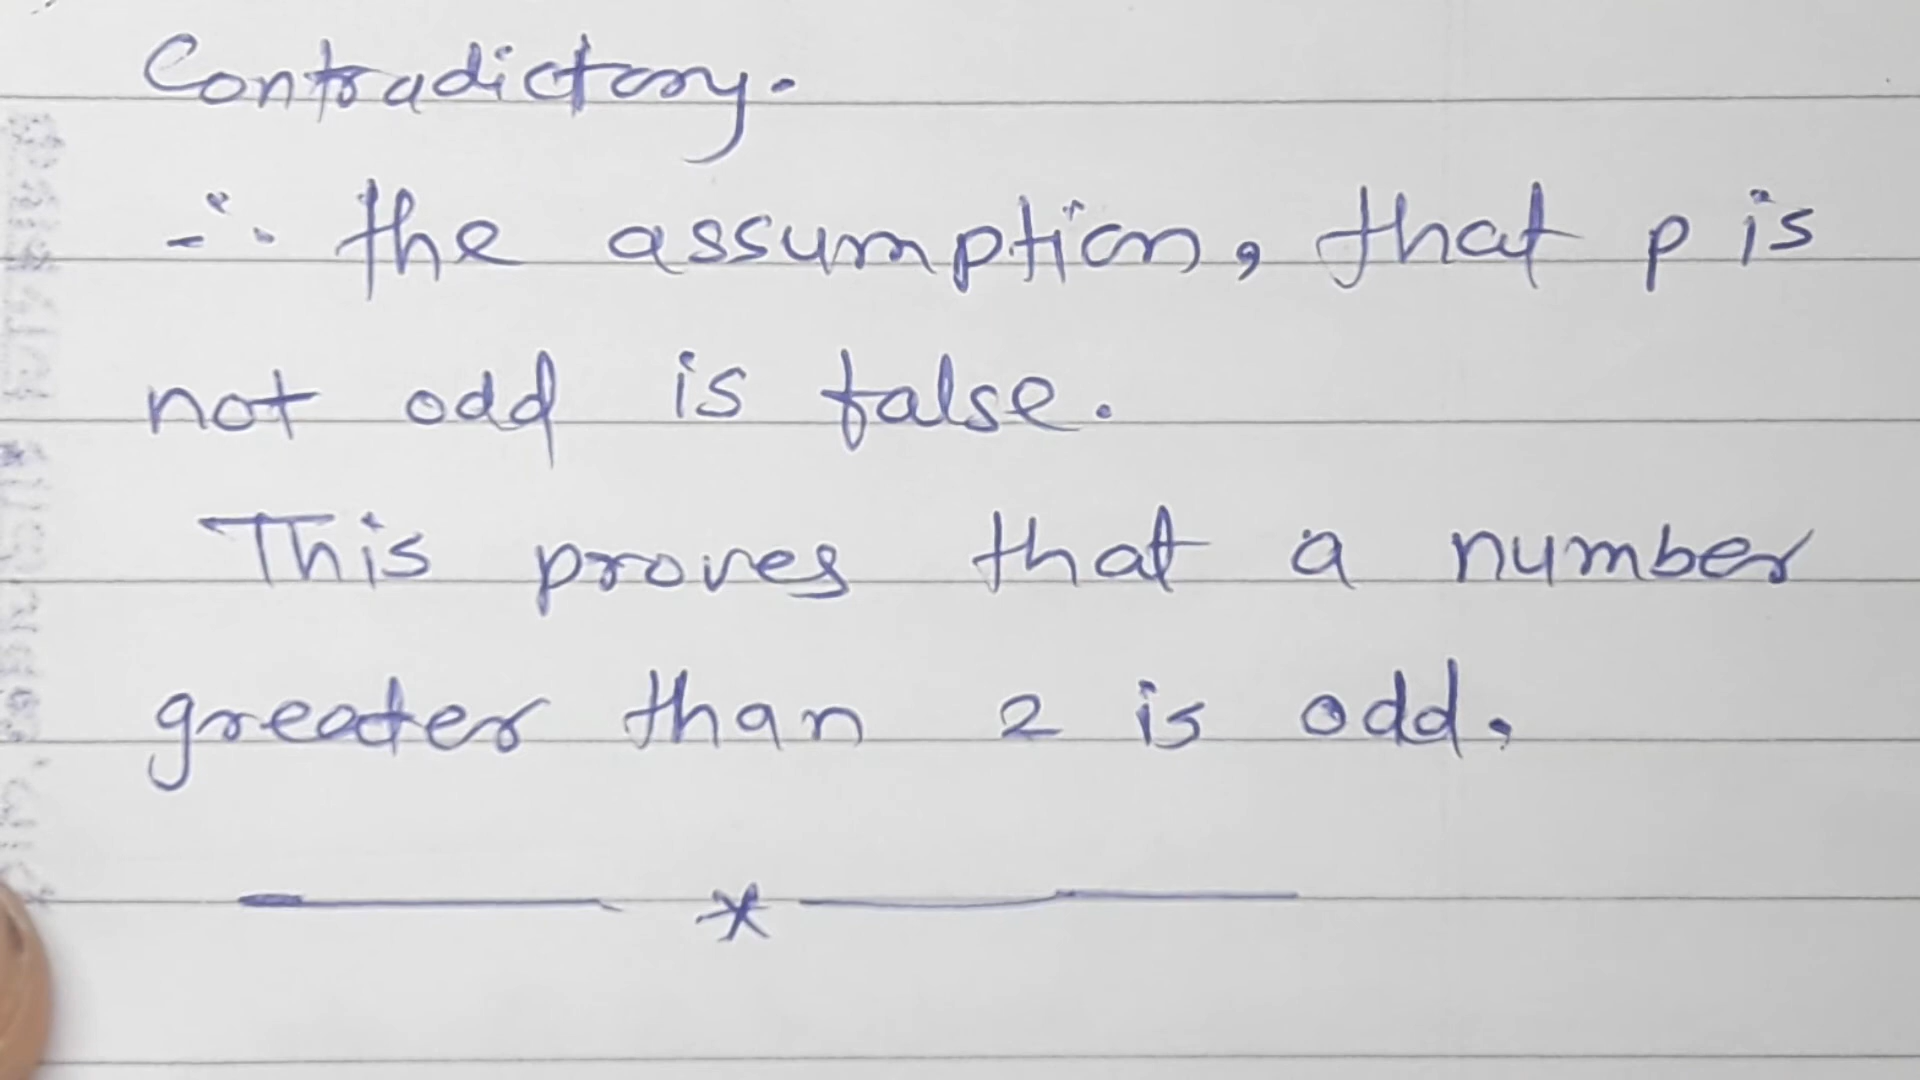 Contradictory.
∴ the assumption, that p is
not odd is false.
This proves that a number
greater than 2 is odd.
*